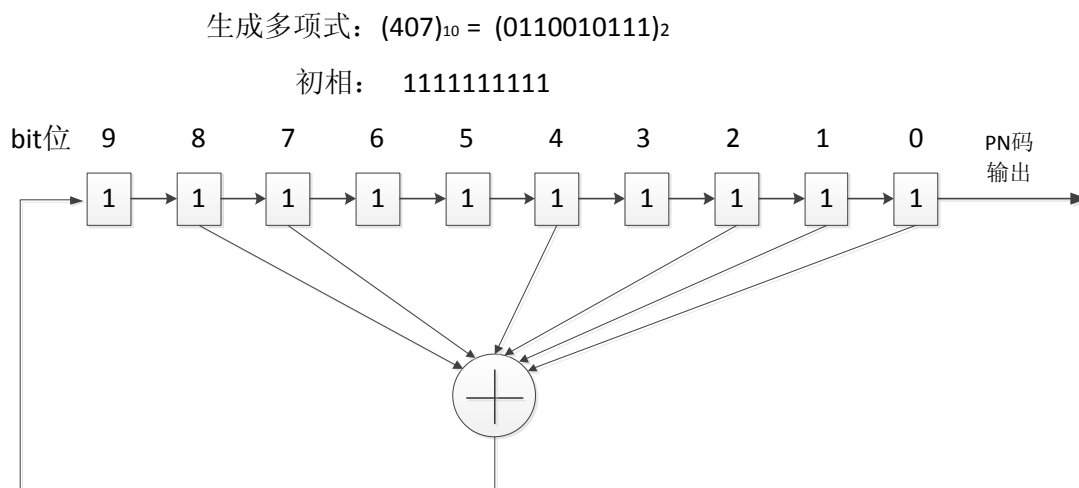 生成多项式：(407)10 = (0110010111)2
初相： 1111111111
bit位 9 8 7 6 5 4 3 2 1 0
PN码
输出
1 1 1 1 1 1 1 1 1 1